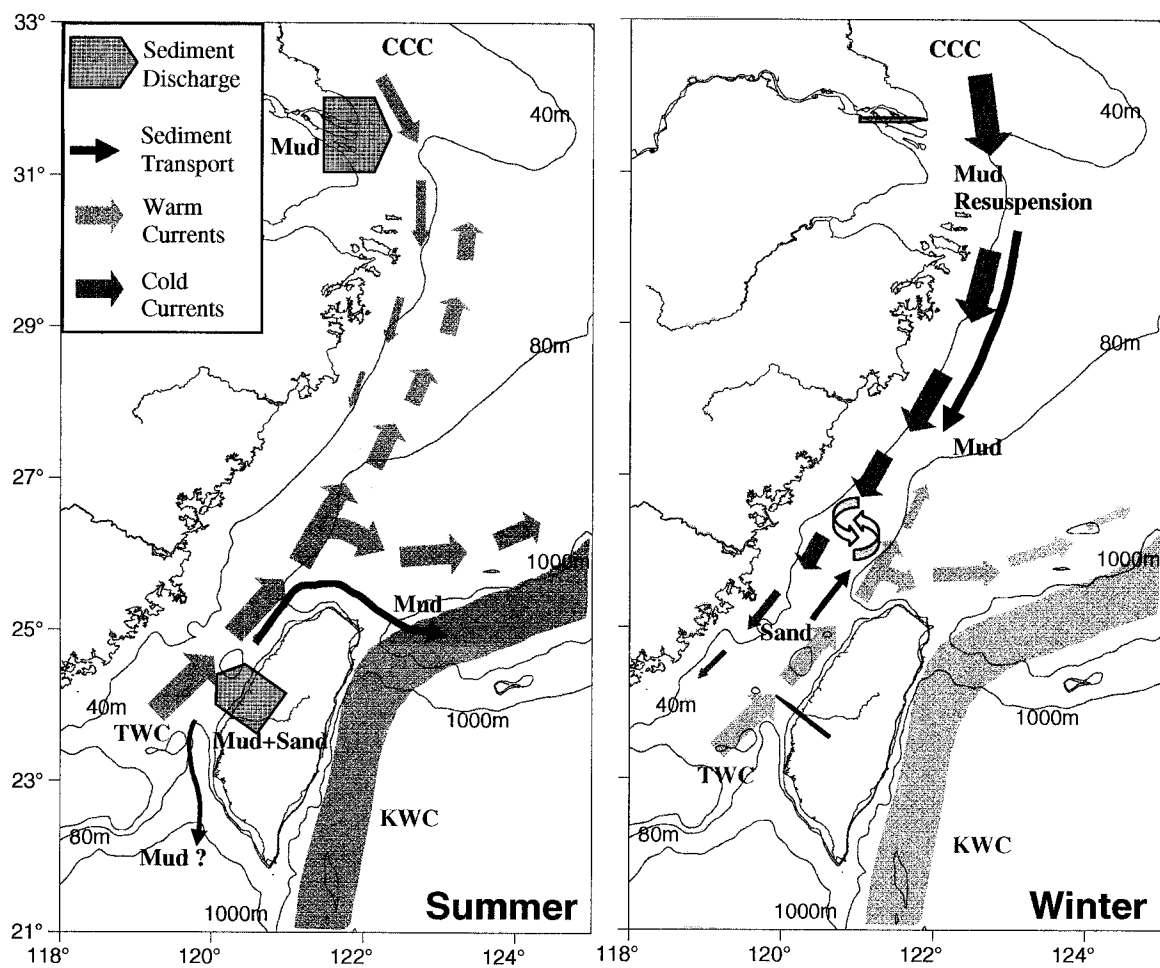 33°
31°
29°
27°
25°
23°
21°
118°
120°
122°
124°
Sediment
Discharge
Sediment
Transport
Warm
Currents
Cold
Currents
CCC
40m
Mud
80m
1000m
Mud
40m
TWC
Mud+Sand
1000m
KWC
80m
Mud ?
1000m
Summer
CCC
40m
Mud
Resuspension
80m
Mud
1000m
Sand
40m
1000m
TWC
80m
KWC
1000m
Winter
118°
120°
122°
124°